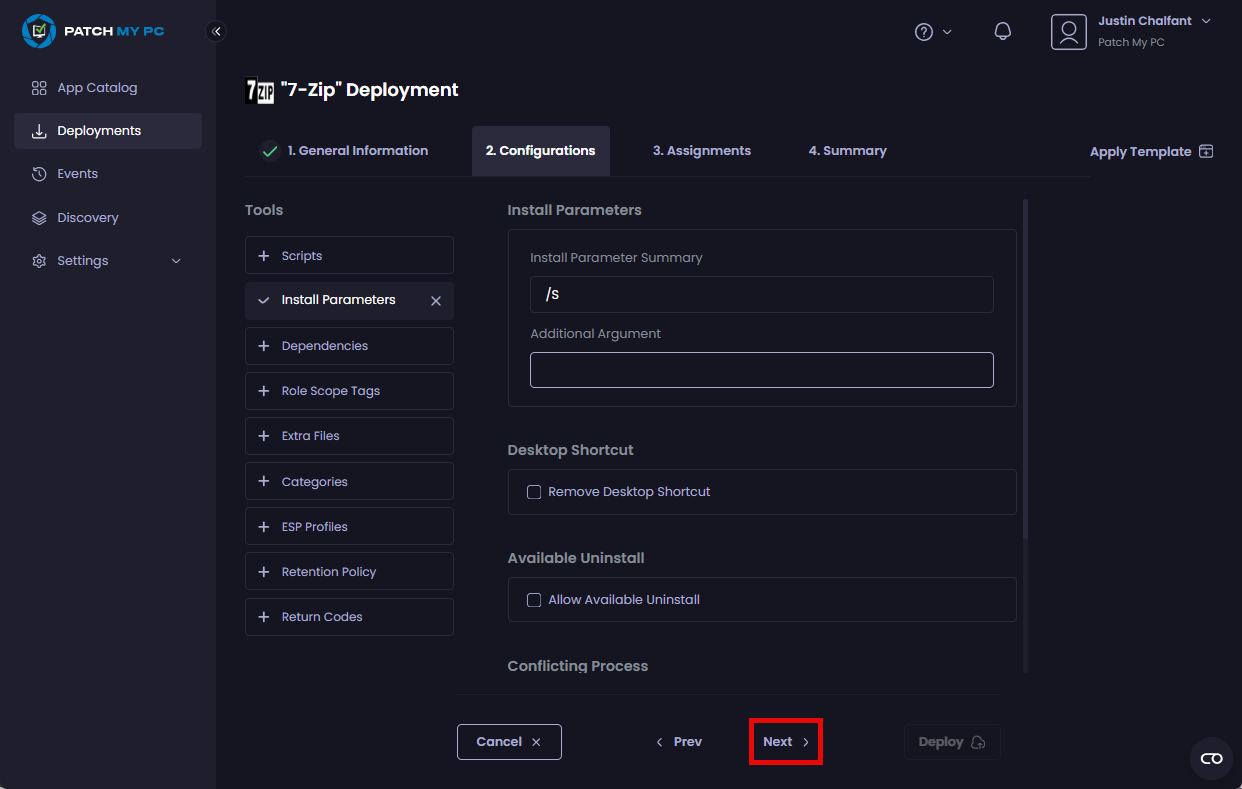 PATCH MY PC
Justin Chalfant
Patch My PC
App Catalog
Deployments
Events
Discovery
Settings
7ZIP "7-Zip" Deployment
1. General Information
2. Configurations
3. Assignments
4. Summary
Apply Template
Tools
Scripts
Install Parameters
Dependencies
Role Scope Tags
Extra Files
Categories
ESP Profiles
Retention Policy
Return Codes
Install Parameters
Install Parameter Summary
/S
Additional Argument
Desktop Shortcut
Remove Desktop Shortcut
Available Uninstall
Allow Available Uninstall
Conflicting Process
Cancel
Prev
Next
Deploy